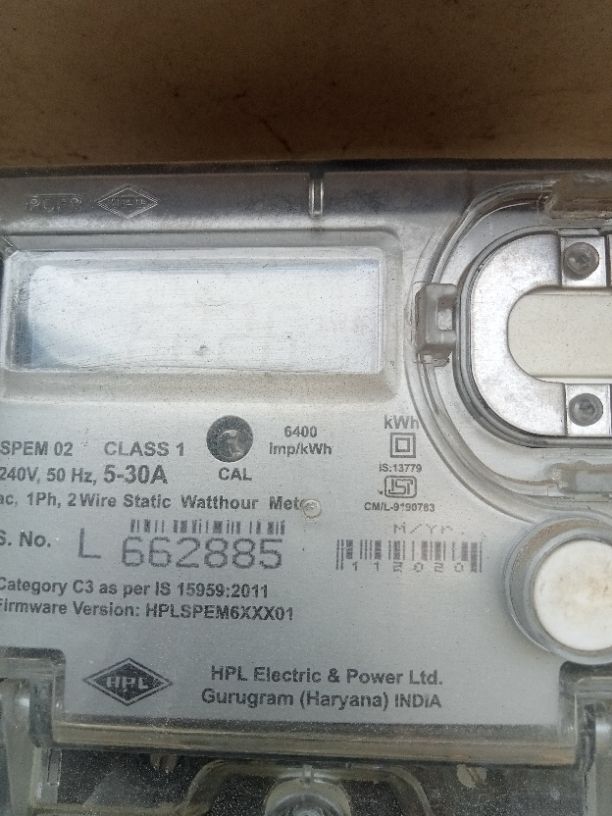 SPEM 02 CLASS 1
6400
Imp/kWh
kWh
240V, 50 Hz, 5-30A
CAL
IS:13779
ISI
ac, 1Ph, 2 Wire Static Watthour Meter
CM/L-9190763
M/Yr.
S. No. L 662885
112020
Category C3 as per IS 15959:2011
Firmware Version: HPLSPEM6XXX01
HPL
HPL Electric & Power Ltd.
Gurugram (Haryana) INDIA